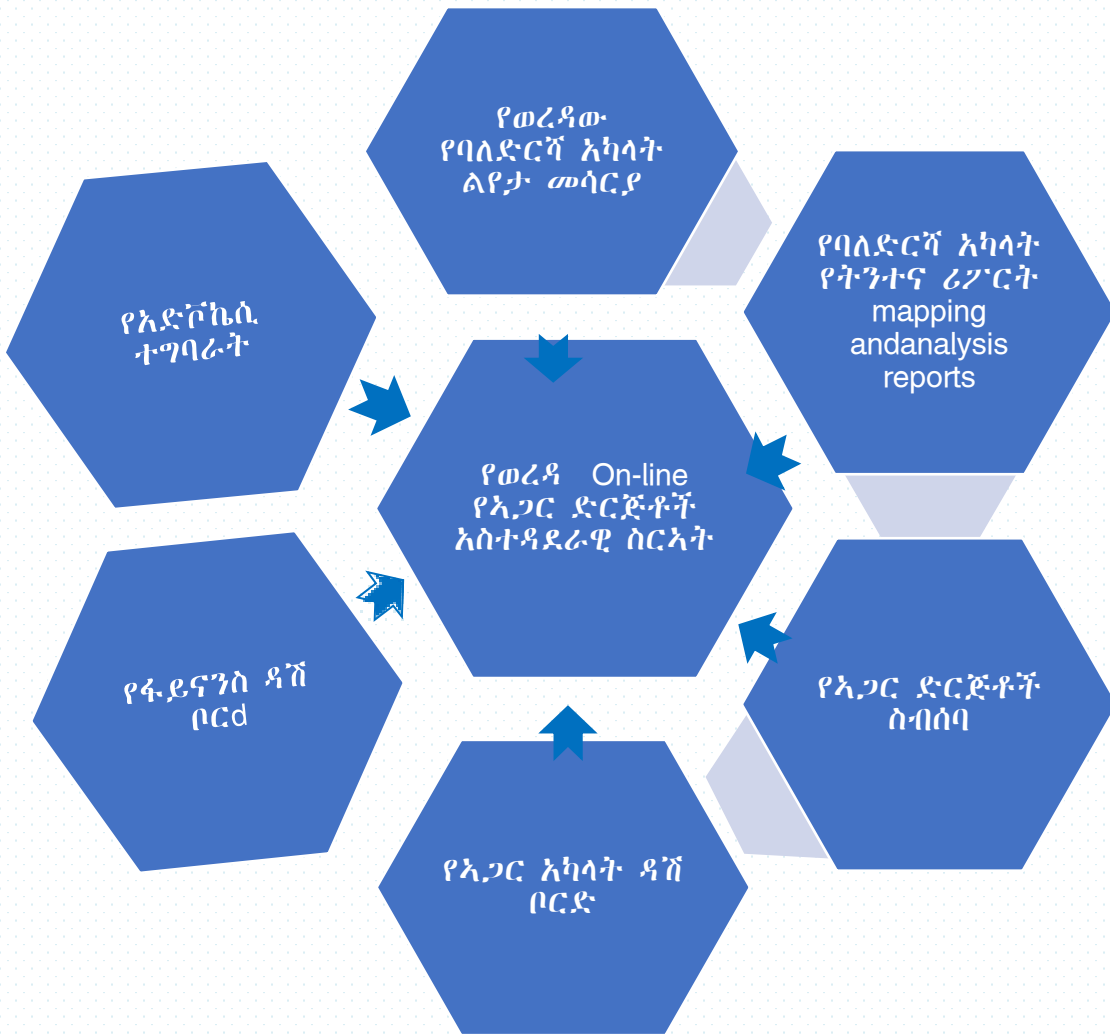 የወረዳው
የባለድርሻ አካላት
ልየታ መሳርያ
የባለድርሻ አካላት
የትንተና ሪፖርት
mapping
andanalysis
reports
የአድቮኬሲ
ተግባራት
የወረዳ On-line
የኣጋር ድርጅቶች
አስተዳደራዊ ስርኣት
የኣጋር ድርጅቶች
ስብሰባ
የፋይናንስ ዳሽ
ቦርd
የኣጋር አካላት ዳሽ
ቦርድ